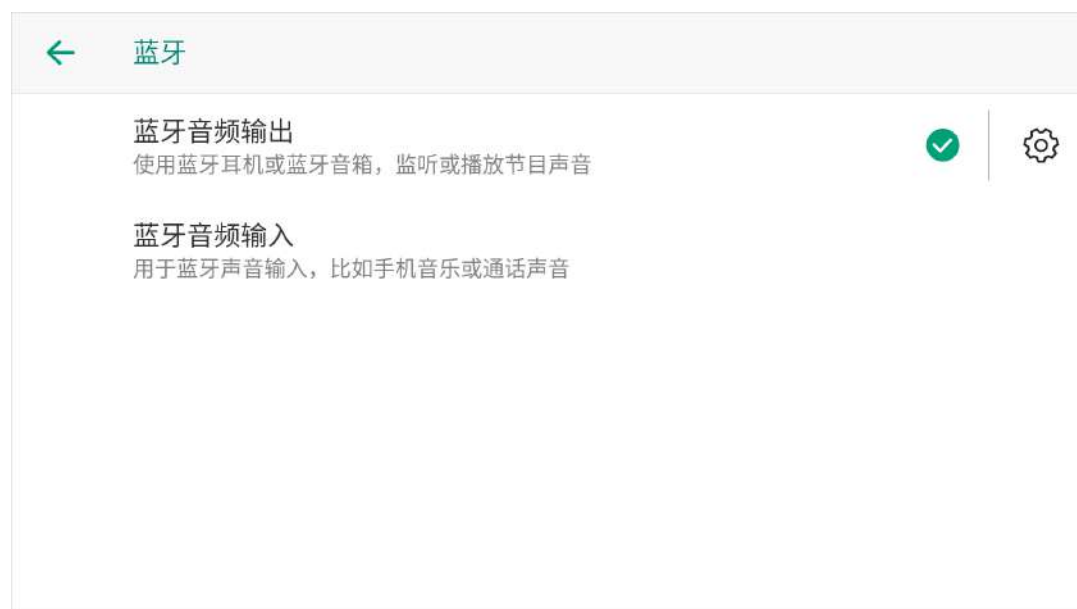 蓝牙
蓝牙音频输出
使用蓝牙耳机或蓝牙音箱，监听或播放节目声音
蓝牙音频输入
用于蓝牙声音输入，比如手机音乐或通话声音